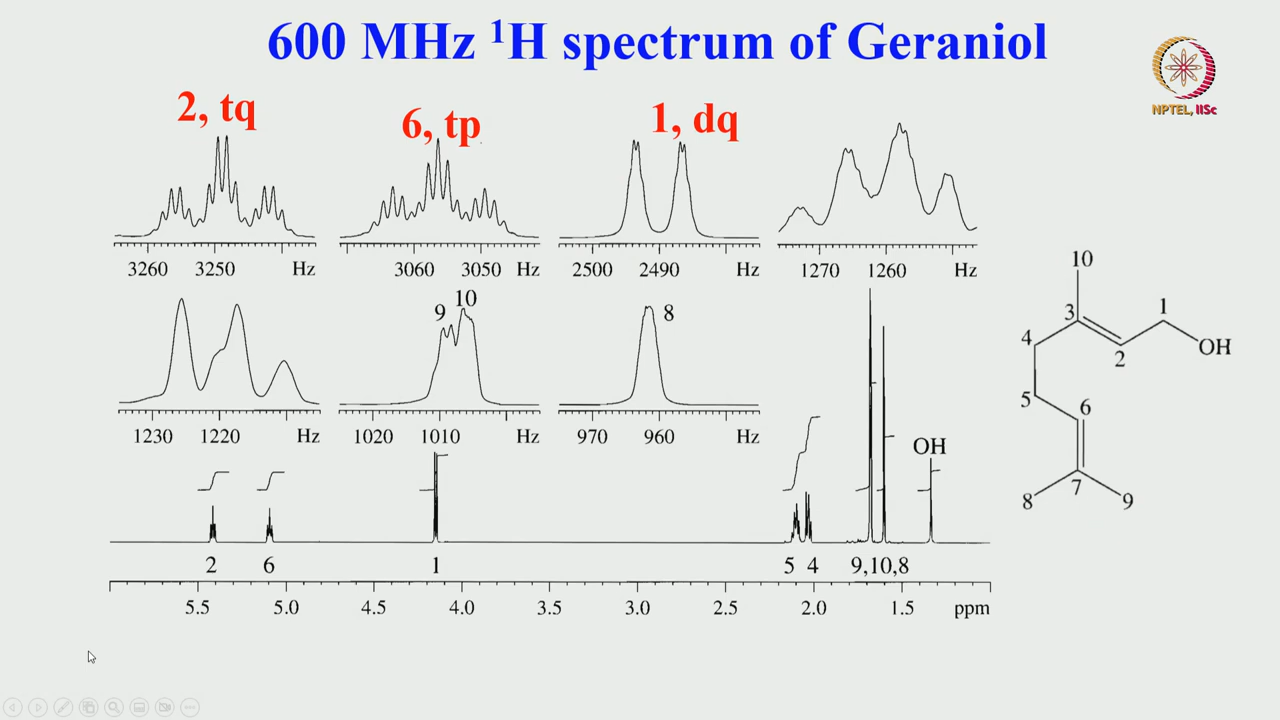 600 MHz ¹H spectrum of Geraniol
NPTEL, IISc
2, tq
6, tp
1, dq
3260 3250 Hz
3060 3050 Hz
2500 2490 Hz
1270 1260 Hz
9 10
8
1230 1220 Hz
1020 1010 Hz
970 960 Hz
OH
2 6 1 5 4 9,10,8
5.5 5.0 4.5 4.0 3.5 3.0 2.5 2.0 1.5 ppm
10
3 1
4 2 OH
5 6
8 7 9